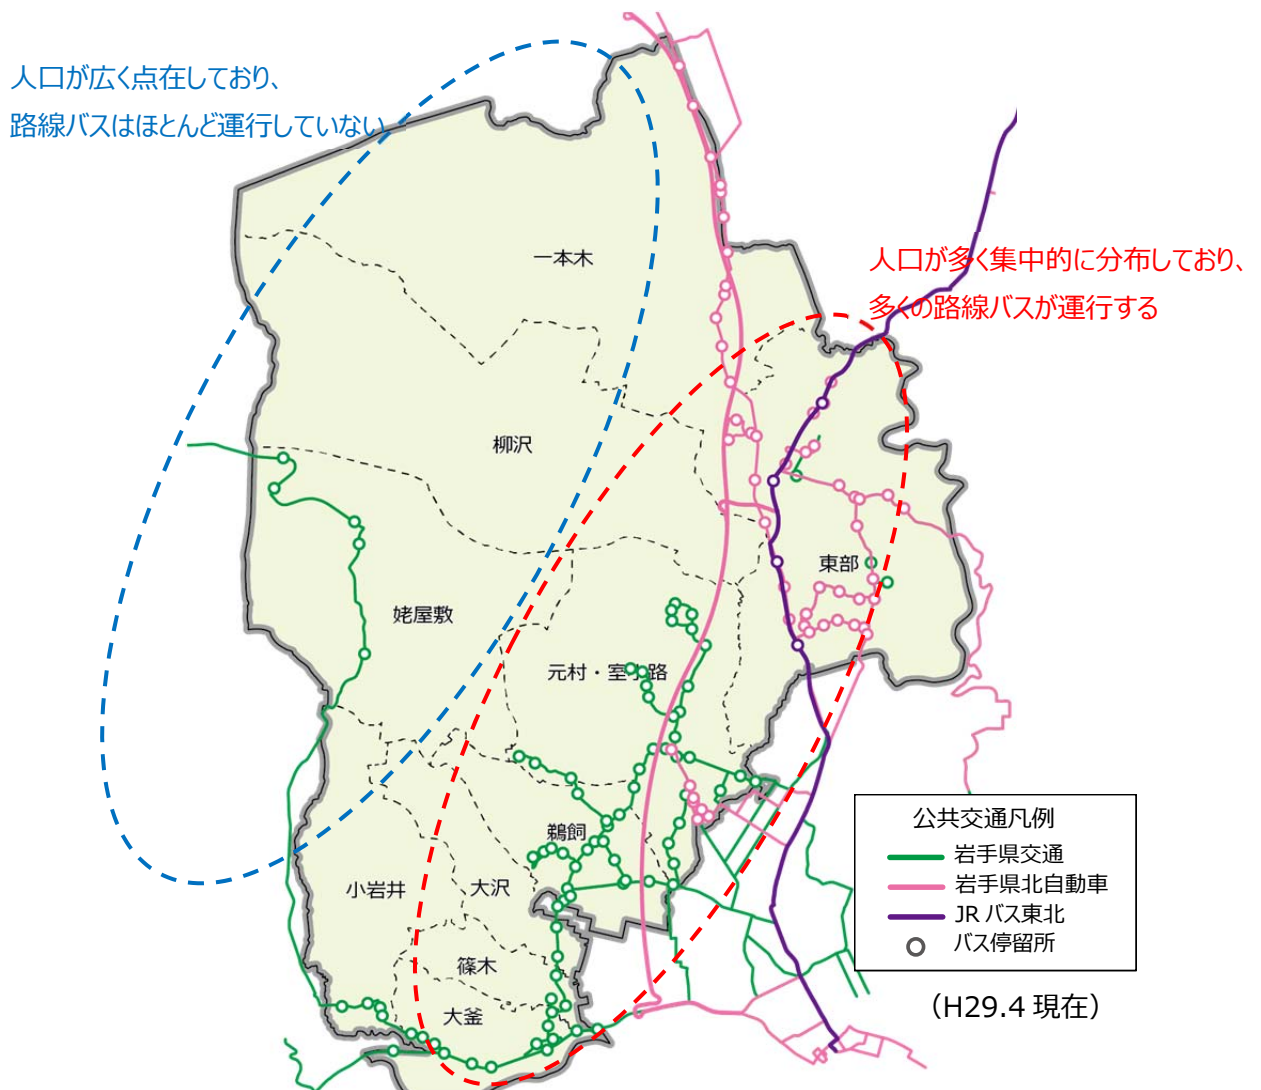 人口が広く点在しており、
路線バスはほとんど運行していない
人口が多く集中的に分布しており、
多くの路線バスが運行する
一本木
柳沢
東部
姥屋敷
元村・室小路
鵜飼
小岩井
大沢
篠木
大釜
公共交通凡例
岩手県交通
岩手県北自動車
JRバス東北
バス停留所
（H29.4 現在）